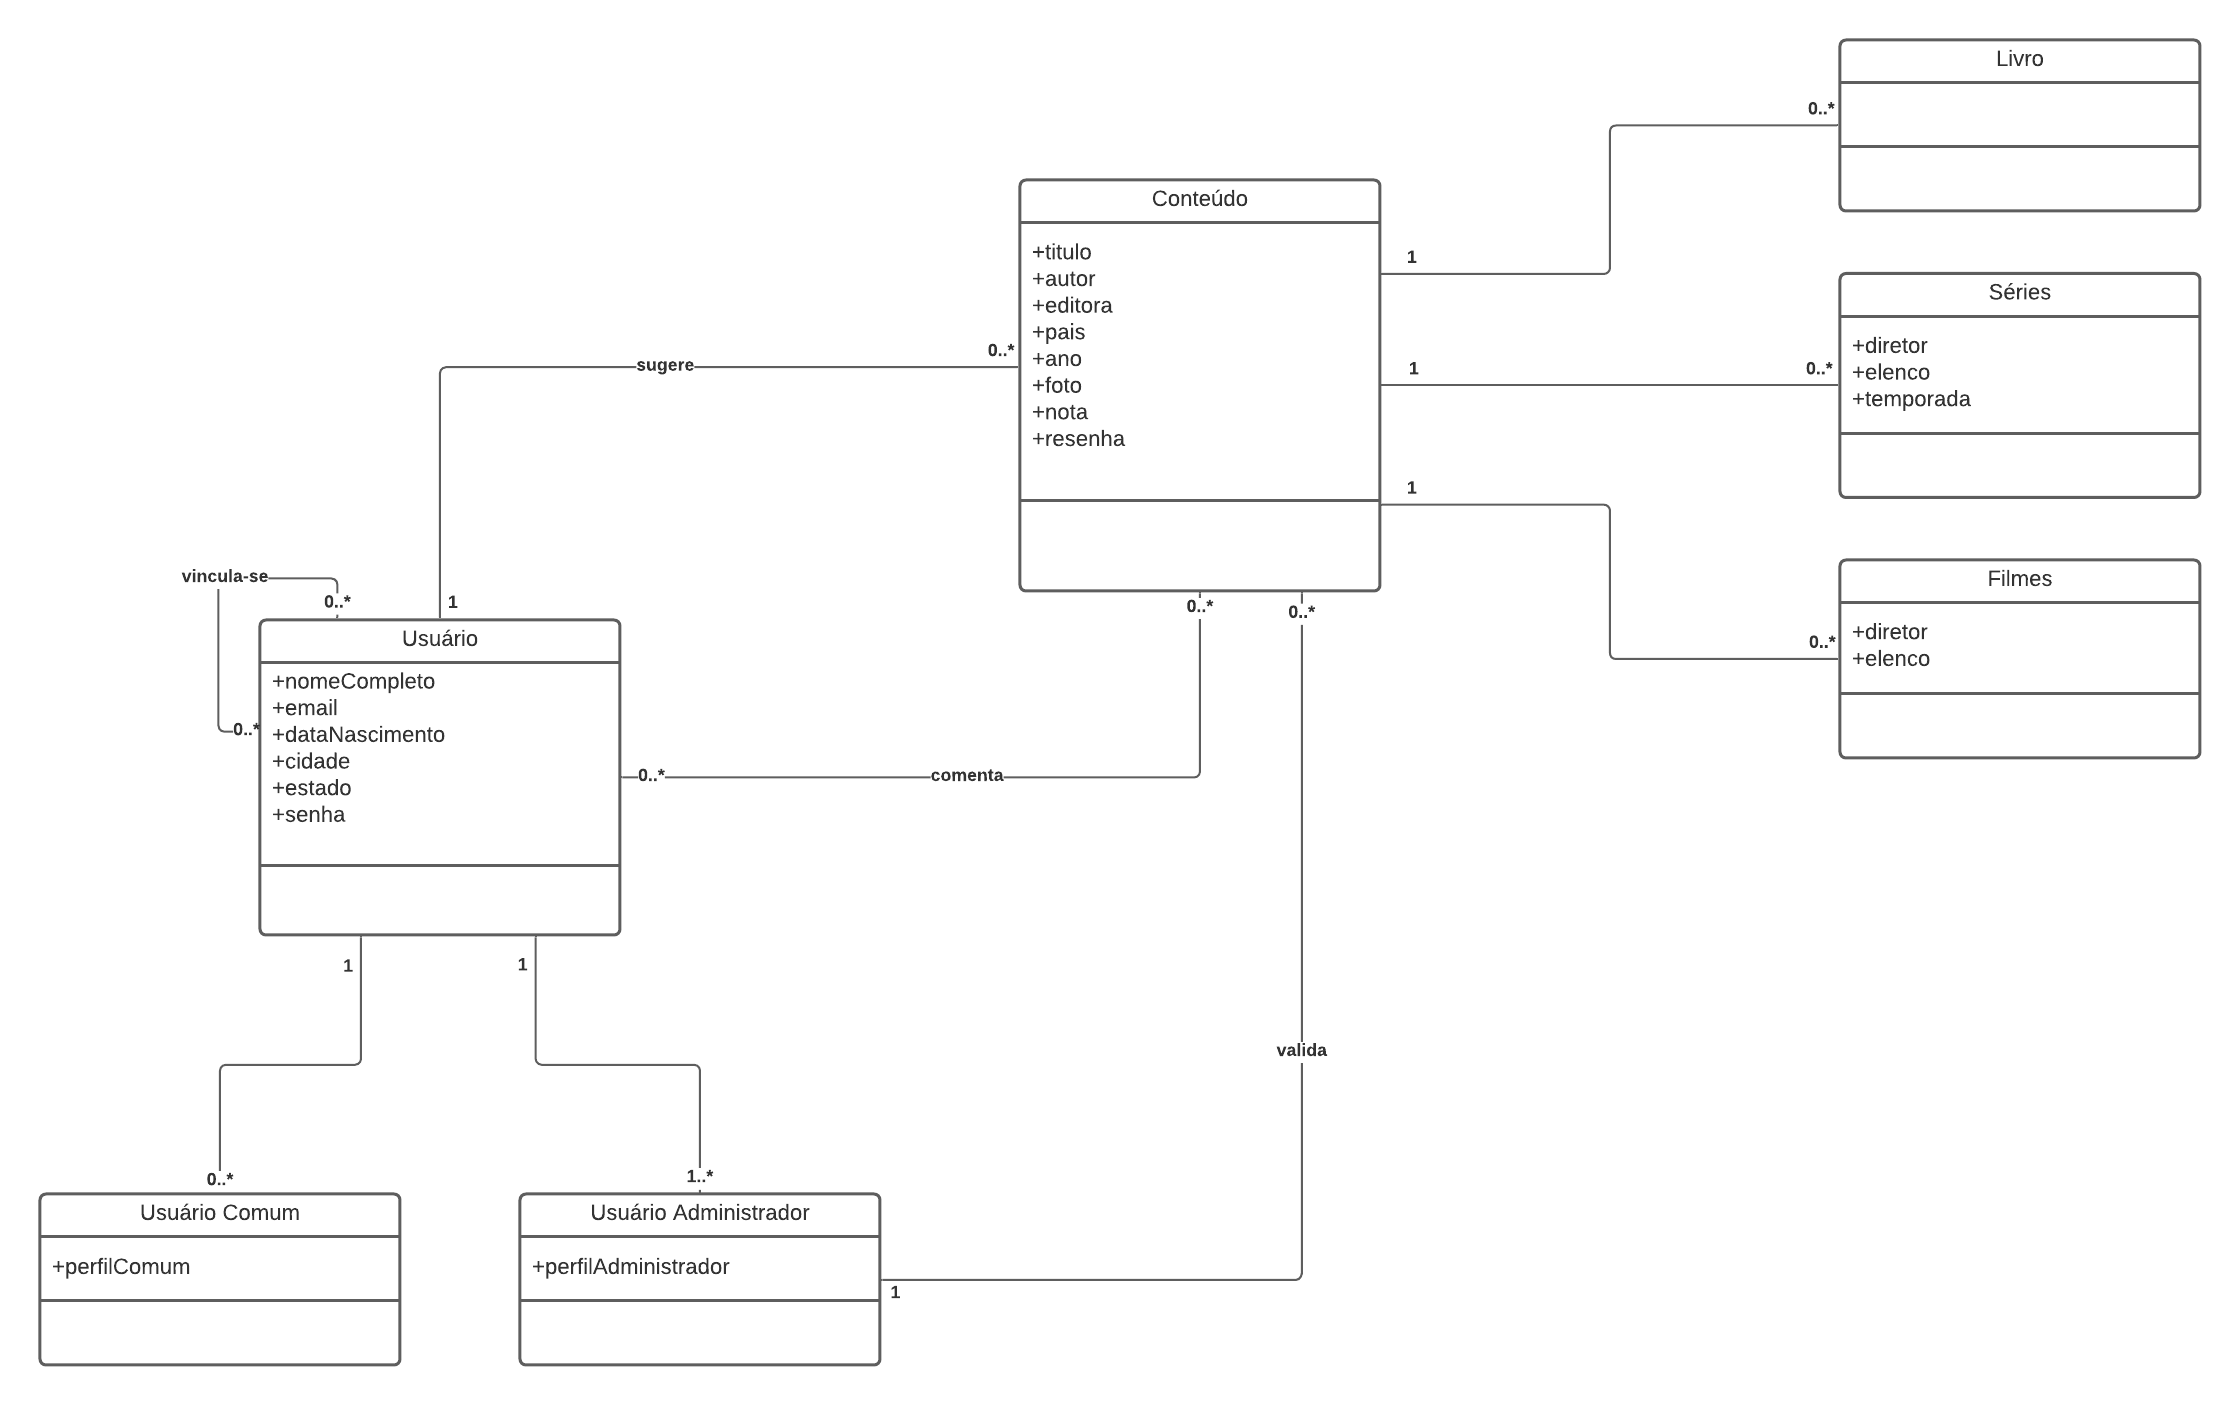 Livro
0..*
Conteúdo
+titulo
+autor
+editora
+pais
+ano
+foto
+nota
+resenha
1
1
1
Séries
+diretor
+elenco
+temporada
0..*
Filmes
+diretor
+elenco
0..*
sugere
0..*
1
vincula-se
0..*
0..*
Usuário
+nomeCompleto
+email
+dataNascimento
+cidade
+estado
+senha
0..*
comenta
0..*
0..*
valida
1
1
1
0..*
1..*
Usuário Comum
+perfilComum
Usuário Administrador
+perfilAdministrador